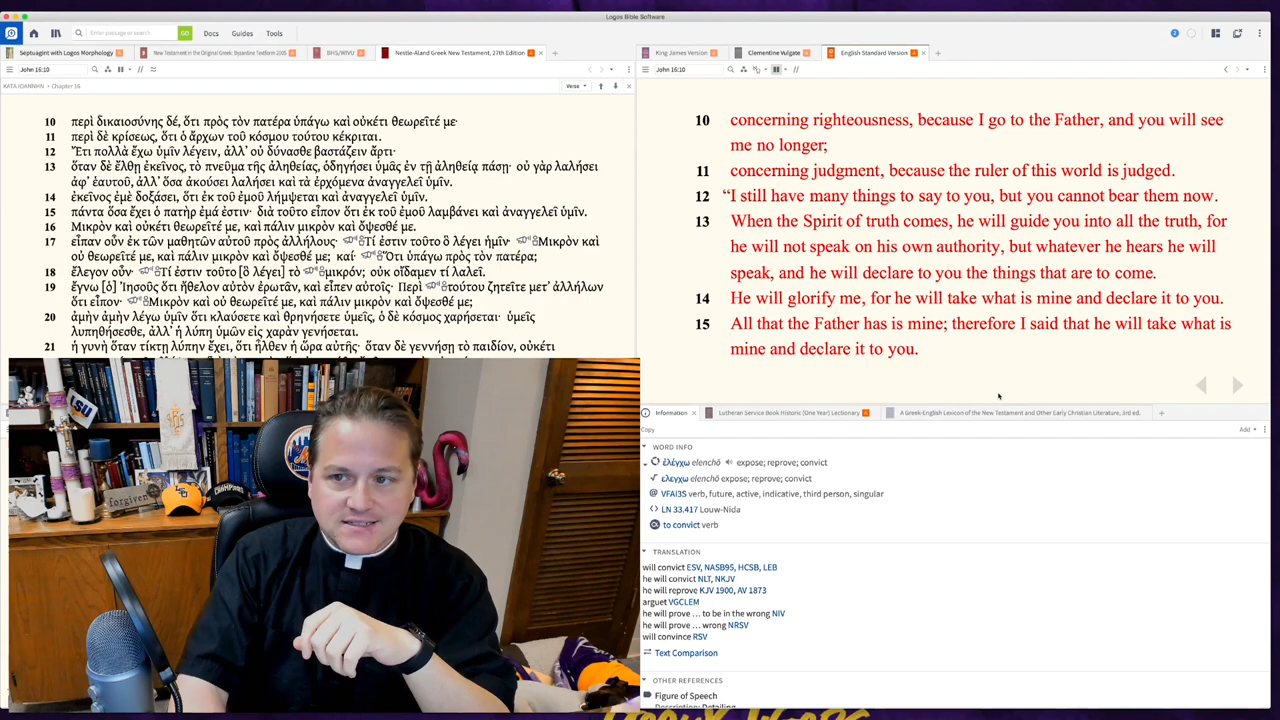 Logos Bible Software
Search
GO
Docs
Guides
Tools
2
Septuagint with Logos Morphology
New Testament in the Original Greek: Byzantine Textform 2005
BHS/WIVU
Nestle-Aland Greek New Testament, 27th Edition
John 16:10
ΚΑΤΑ ΙΩΑΝΝΗΝ › Chapter 16
Verse
10 περὶ δικαιοσύνης δέ, ὅτι πρὸς τὸν πατέρα ὑπάγω καὶ οὐκέτι θεωρεῖτέ με·
11 περὶ δὲ κρίσεως, ὅτι ὁ ἄρχων τοῦ κόσμου τούτου κέκριται.
12 Ἔτι πολλὰ ἔχω ὑμῖν λέγειν, ἀλλ’ οὐ δύνασθε βαστάζειν ἄρτι·
13 ὅταν δὲ ἔλθῃ ἐκεῖνος, τὸ πνεῦμα τῆς ἀληθείας, ὁδηγήσει ὑμᾶς ἐν τῇ ἀληθείᾳ πάσῃ· οὐ γὰρ λαλήσει
ἀφ’ ἑαυτοῦ, ἀλλ’ ὅσα ἀκούσει λαλήσει καὶ τὰ ἐρχόμενα ἀναγγελεῖ ὑμῖν.
14 ἐκεῖνος ἐμὲ δοξάσει, ὅτι ἐκ τοῦ ἐμοῦ λήμψεται καὶ ἀναγγελεῖ ὑμῖν.
15 πάντα ὅσα ἔχει ὁ πατὴρ ἐμά ἐστιν· διὰ τοῦτο εἶπον ὅτι ἐκ τοῦ ἐμοῦ λαμβάνει καὶ ἀναγγελεῖ ὑμῖν.
16 Μικρὸν καὶ οὐκέτι θεωρεῖτέ με, καὶ πάλιν μικρὸν καὶ ὄψεσθέ με.
17 εἶπαν οὖν ἐκ τῶν μαθητῶν αὐτοῦ πρὸς ἀλλήλους· Τί ἐστιν τοῦτο ὃ λέγει ἡμῖν· Μικρὸν καὶ
οὐ θεωρεῖτέ με, καὶ πάλιν μικρὸν καὶ ὄψεσθέ με; καί· Ὅτι ὑπάγω πρὸς τὸν πατέρα;
18 ἔλεγον οὖν· Τί ἐστιν τοῦτο [ὃ λέγει] τὸ μικρόν; οὐκ οἴδαμεν τί λαλεῖ.
19 ἔγνω [ὁ] Ἰησοῦς ὅτι ἤθελον αὐτὸν ἐρωτᾶν, καὶ εἶπεν αὐτοῖς· Περὶ τούτου ζητεῖτε μετ’ ἀλλήλων
ὅτι εἶπον· Μικρὸν καὶ οὐ θεωρεῖτέ με, καὶ πάλιν μικρὸν καὶ ὄψεσθέ με;
20 ἀμὴν ἀμὴν λέγω ὑμῖν ὅτι κλαύσετε καὶ θρηνήσετε ὑμεῖς, ὁ δὲ κόσμος χαρήσεται· ὑμεῖς
λυπηθήσεσθε, ἀλλ’ ἡ λύπη ὑμῶν εἰς χαρὰν γενήσεται.
21 ἡ γυνὴ ὅταν τίκτῃ λύπην ἔχει, ὅτι ἦλθεν ἡ ὥρα αὐτῆς· ὅταν δὲ γεννήσῃ τὸ παιδίον, οὐκέτι
King James Version
Clementine Vulgate
English Standard Version
John 16:10
10 concerning righteousness, because I go to the Father, and you will see
me no longer;
11 concerning judgment, because the ruler of this world is judged.
12 “I still have many things to say to you, but you cannot bear them now.
13 When the Spirit of truth comes, he will guide you into all the truth, for
he will not speak on his own authority, but whatever he hears he will
speak, and he will declare to you the things that are to come.
14 He will glorify me, for he will take what is mine and declare it to you.
15 All that the Father has is mine; therefore I said that he will take what is
mine and declare it to you.
Information
Lutheran Service Book Historic (One Year) Lectionary
A Greek-English Lexicon of the New Testament and Other Early Christian Literature, 3rd ed.
Copy
Add
WORD INFO
ἐλέγχω elenchō expose; reprove; convict
ελεγχω elenchō expose; reprove; convict
@ VFAI3S verb, future, active, indicative, third person, singular
LN 33.417 Louw-Nida
to convict verb
TRANSLATION
will convict ESV, NASB95, HCSB, LEB
he will convict NLT, NKJV
he will reprove KJV 1900, AV 1873
arguet VGCLEM
he will prove … to be in the wrong NIV
he will prove … wrong NRSV
will convince RSV
Text Comparison
OTHER REFERENCES
Figure of Speech
Description: Detailing
forgiven
CHAMPIONS